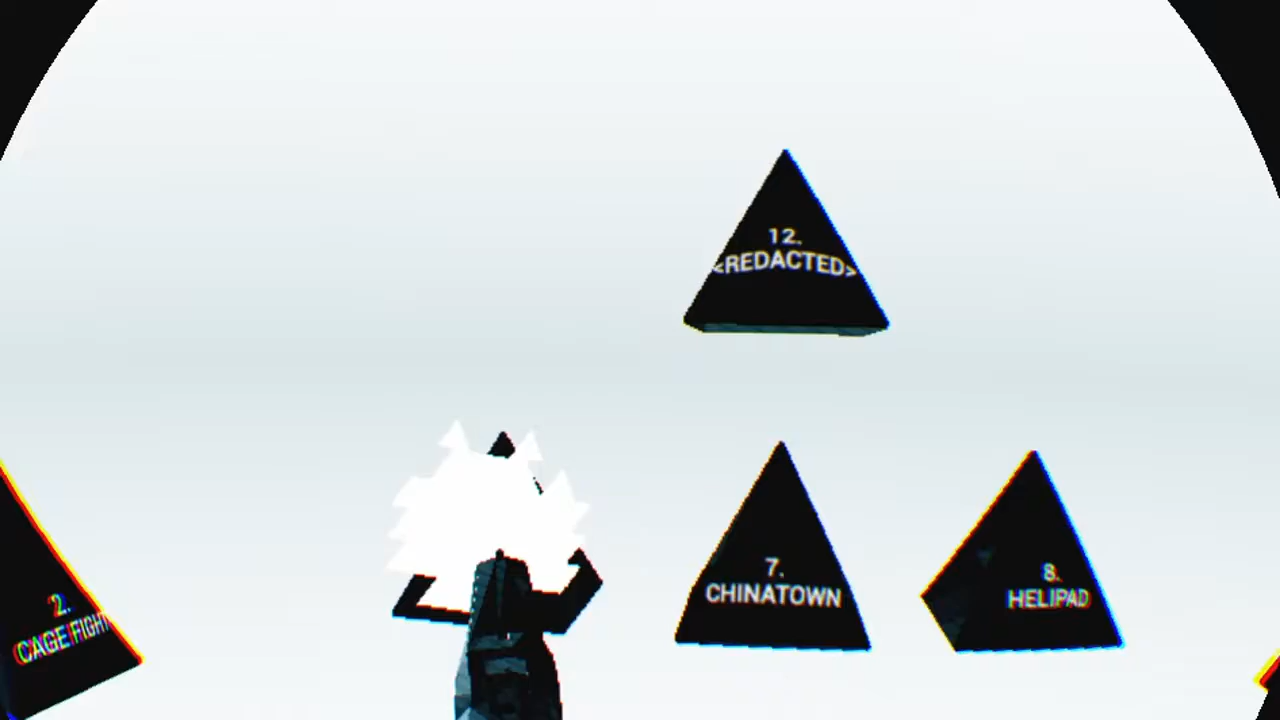 12.
<REDACTED>
7.
CHINATOWN
8.
HELIPAD
2.
CAGE FIGHT